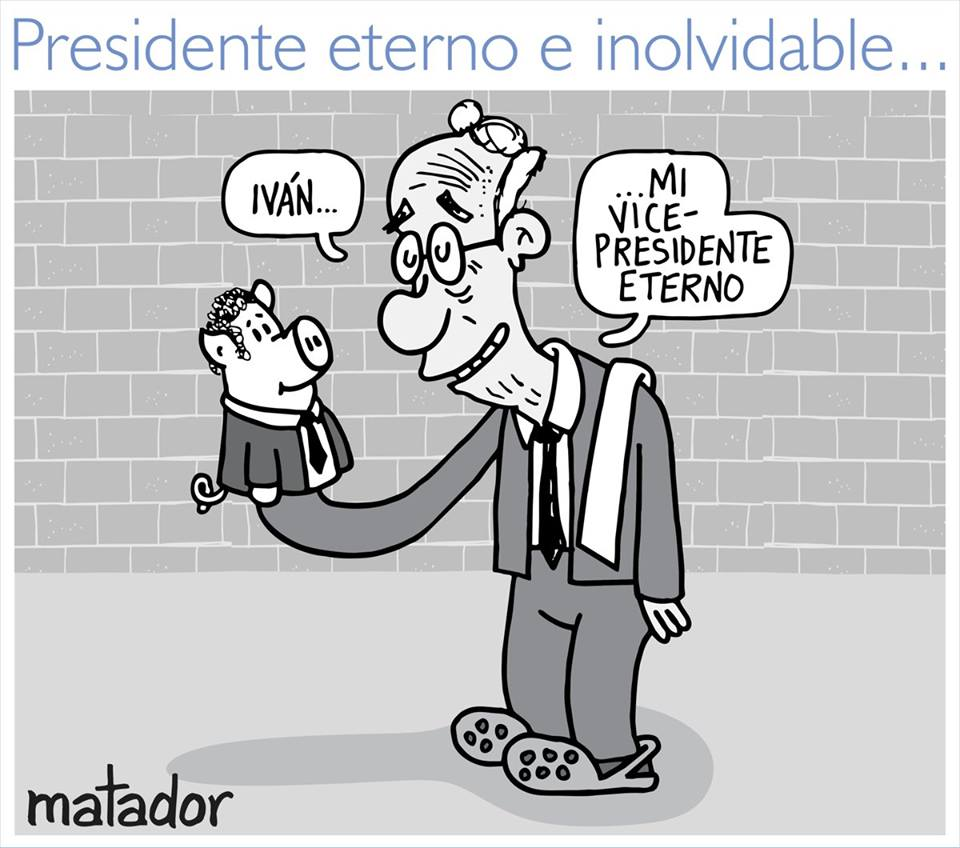 Presidente eterno e inolvidable...
IVÁN...
...MI
VICE-
PRESIDENTE
ETERNO
matador